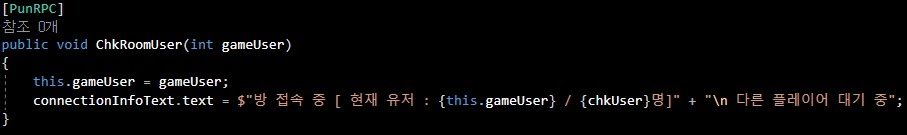 [PunRPC]
참조 0개
public void ChkRoomUser(int gameUser)
{
this.gameUser = gameUser;
connectionInfoText.text = $"방 접속 중 [ 현재 유저 : {this.gameUser} / {chkUser}명]" + "\n 다른 플레이어 대기 중";
}